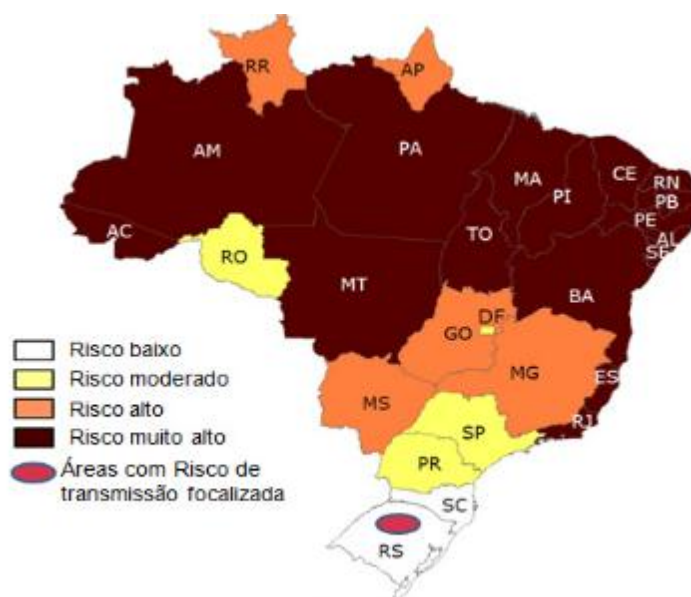 RR
AP
AM
PA
MA
CE
RN
PB
PI
PE
AL
SE
AC
TO
RO
MT
BA
DF
GO
Risco baixo
Risco moderado
Risco alto
Risco muito alto
Áreas com Risco de
transmissão focalizada
MG
ES
MS
RJ
SP
PR
SC
RS